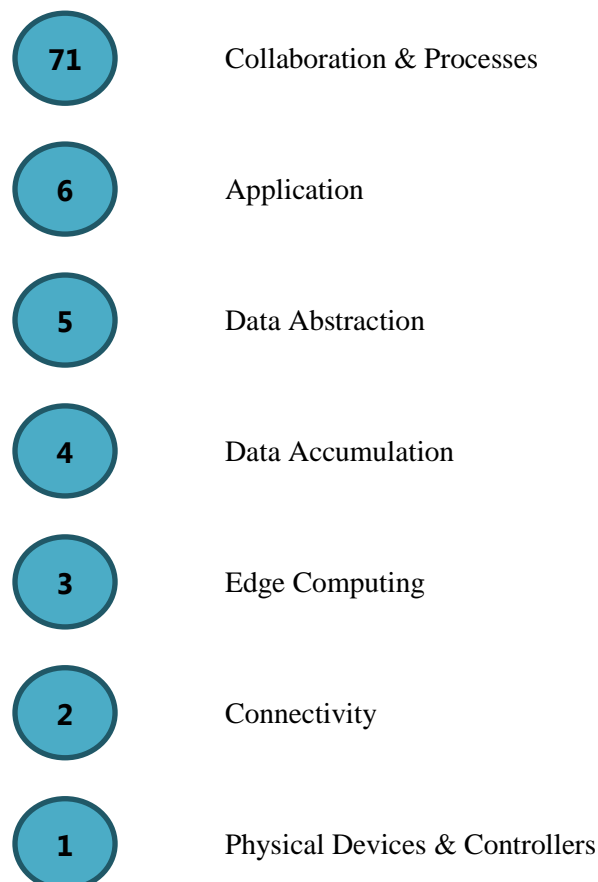 71 Collaboration & Processes
6 Application
5 Data Abstraction
4 Data Accumulation
3 Edge Computing
2 Connectivity
1 Physical Devices & Controllers